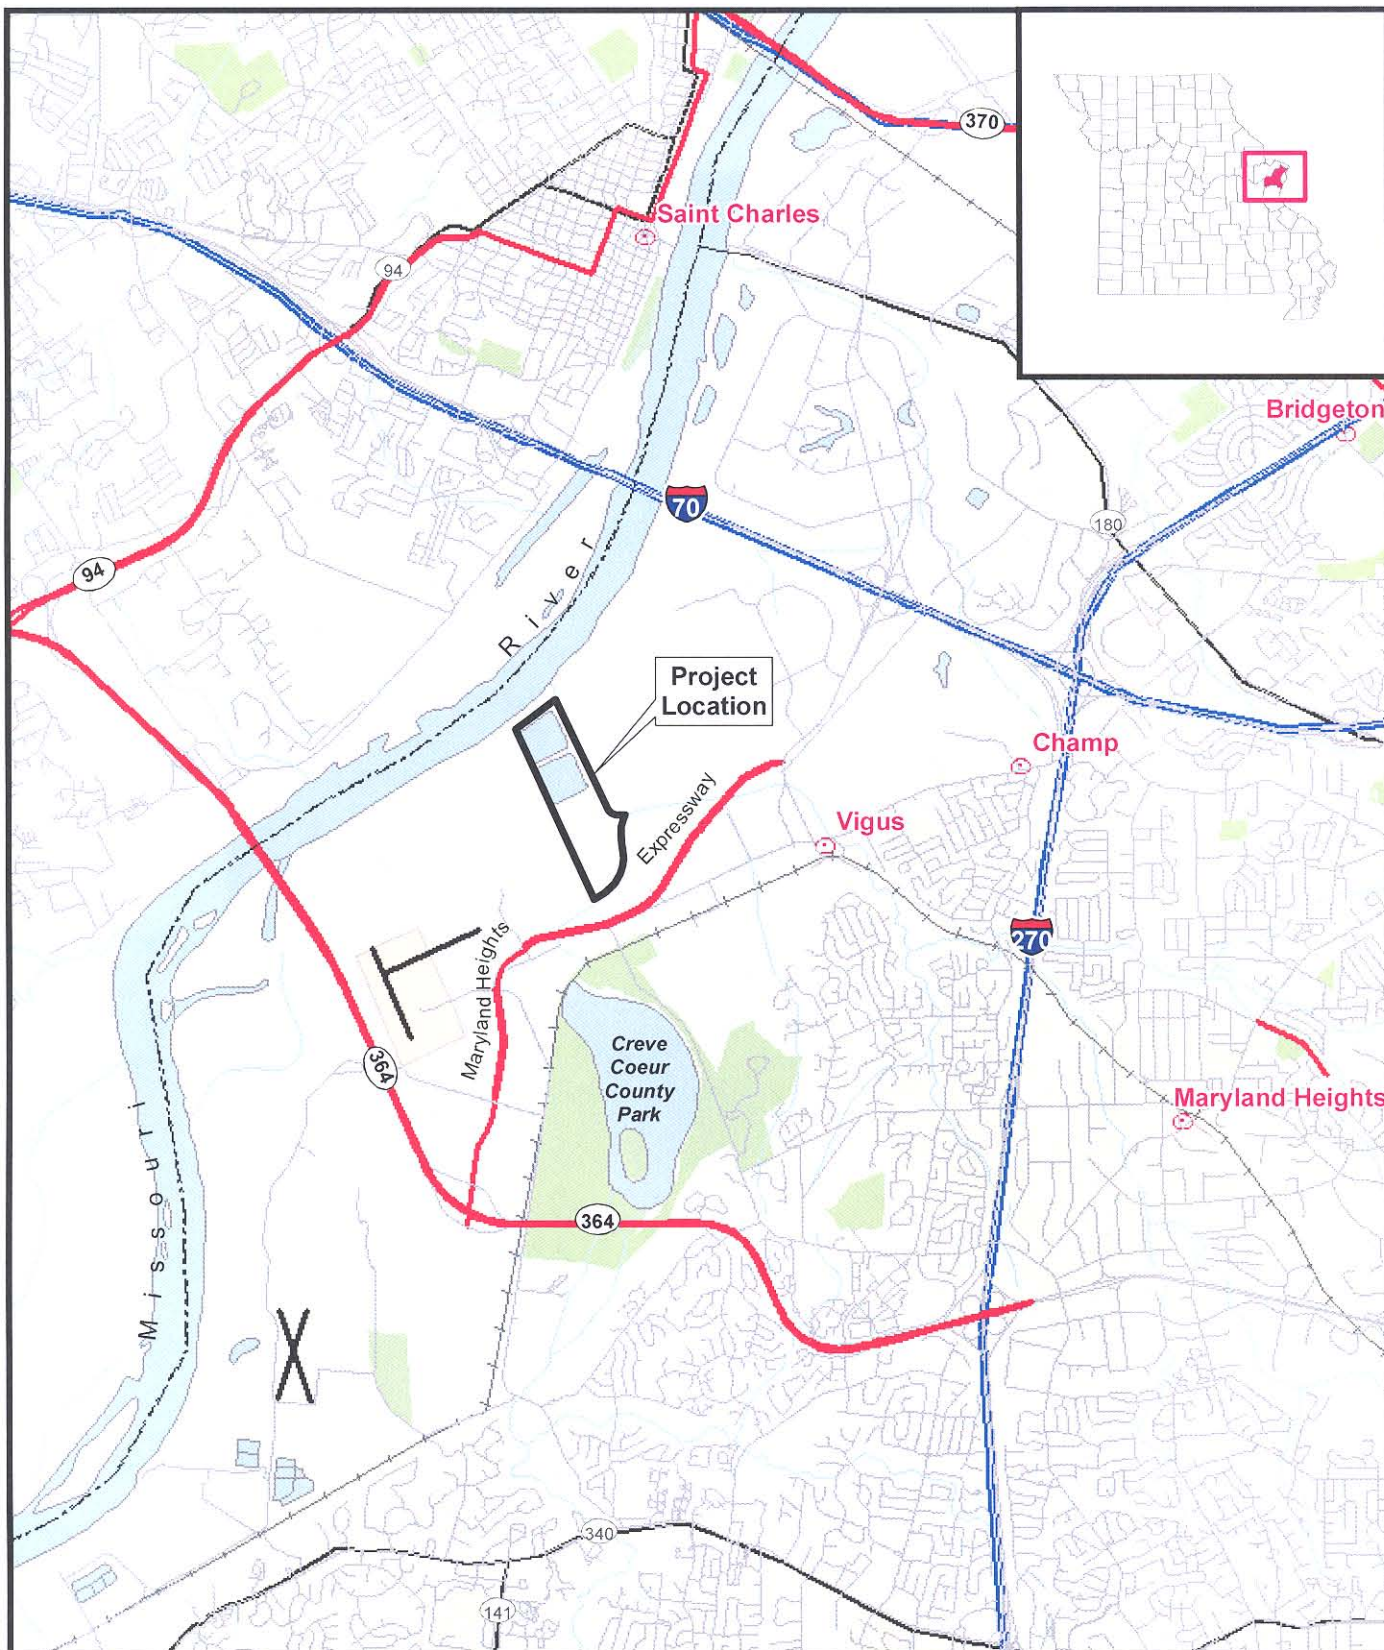 370
Saint Charles
94
Bridgeton
70
180
River
94
Project
Location
Champ
Expressway
Vigus
270
Maryland Heights
Creve
Coeur
County
Park
364
Maryland Heights
Missouri
364
340
141